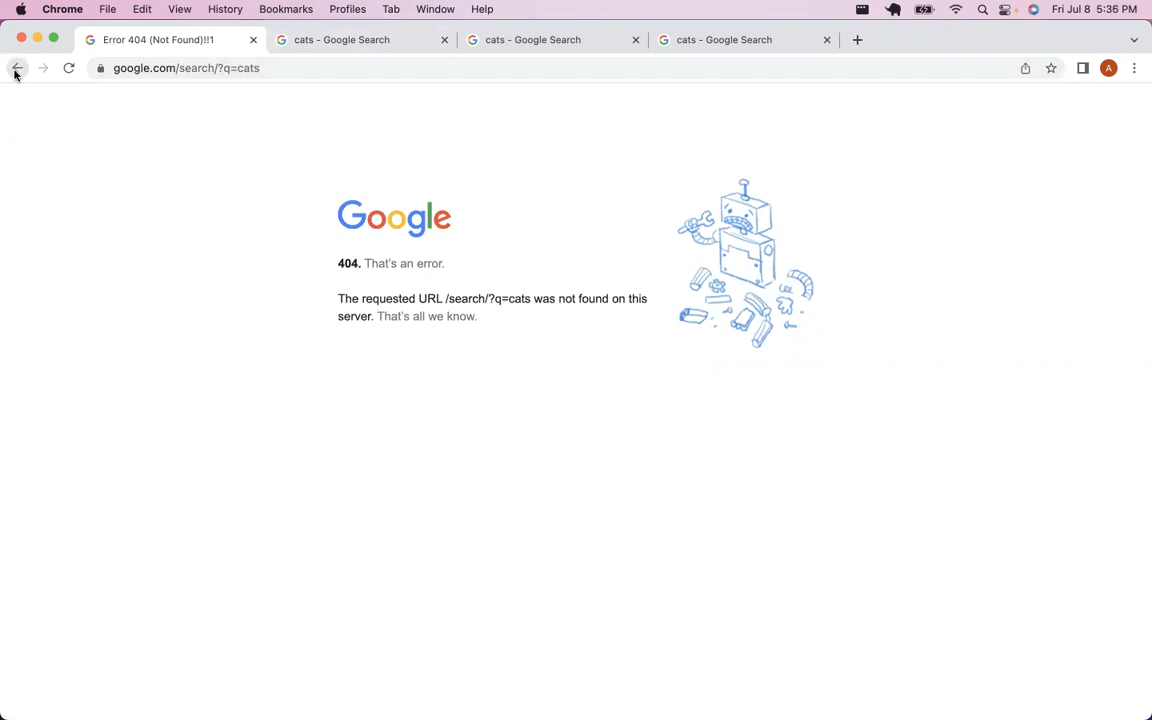 Chrome File Edit View History Bookmarks Profiles Tab Window Help Fri Jul 8 5:36 PM
Error 404 (Not Found)!!1 cats - Google Search cats - Google Search cats - Google Search
google.com/search/?q=cats A
Google
404. That's an error.
The requested URL /search/?q=cats was not found on this
server. That's all we know.